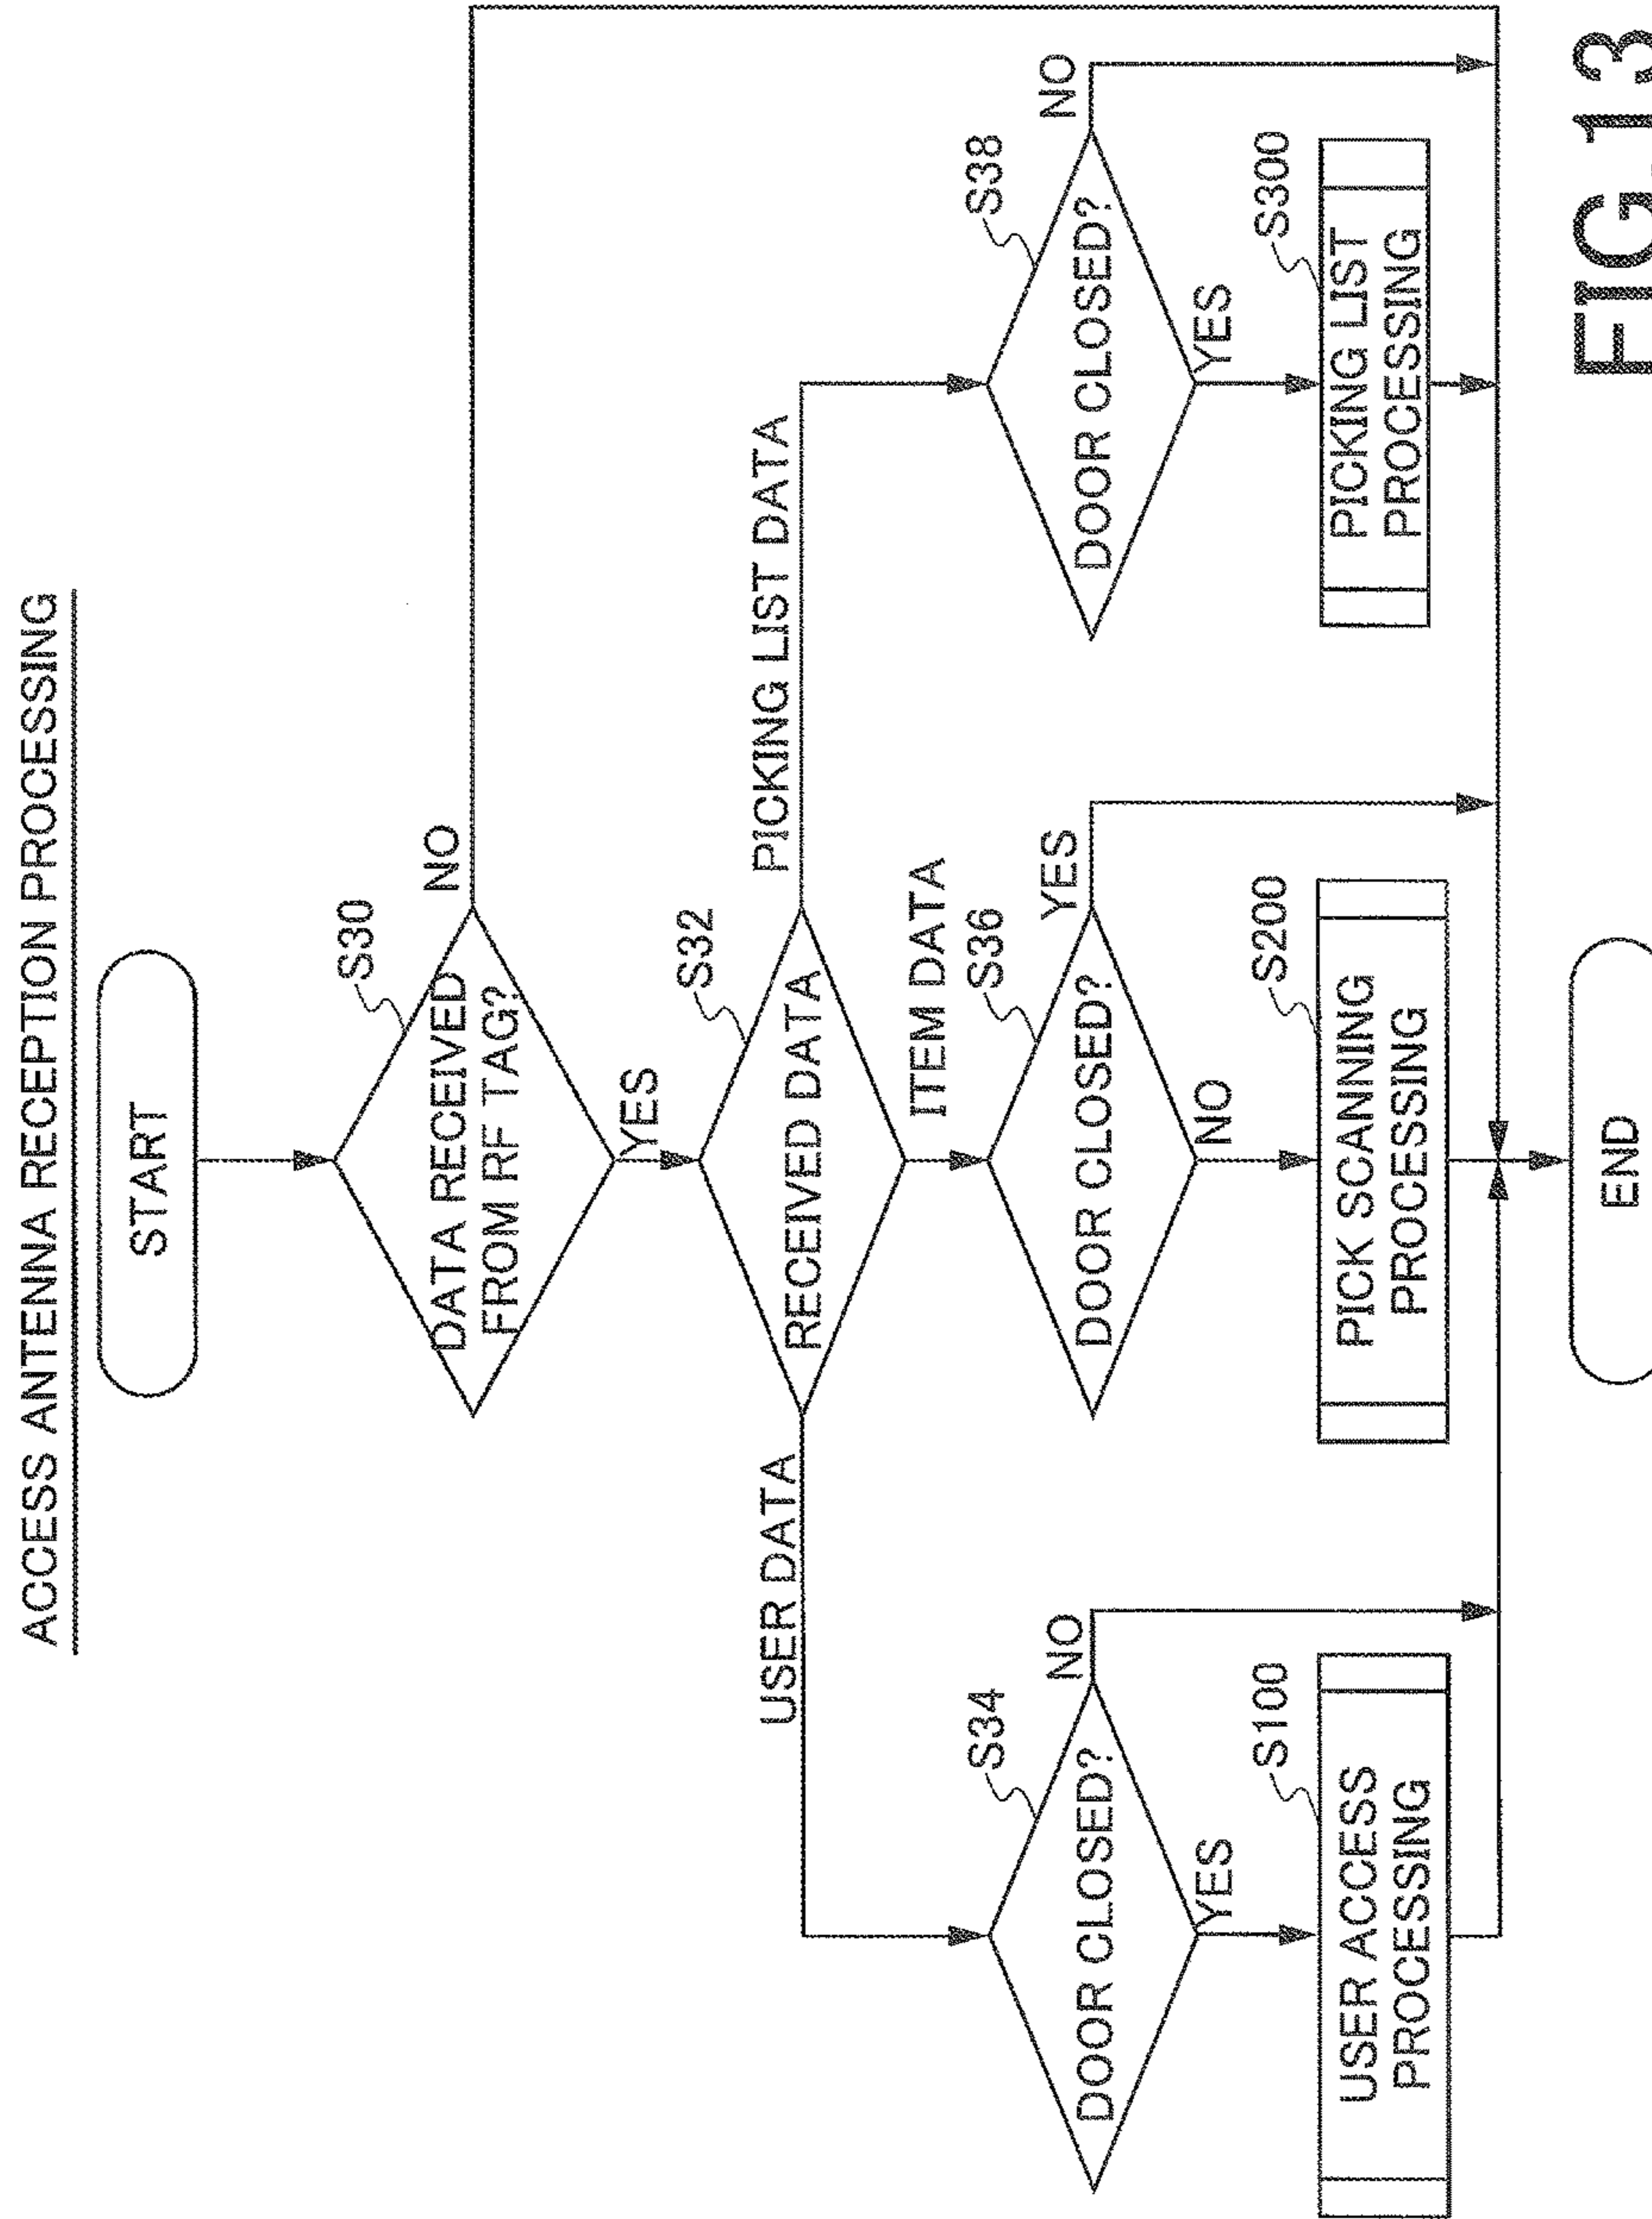 ACCESS ANTENNA RECEPTION PROCESSING
START
S30
DATA RECEIVED
FROM RF TAG?
NO
YES
S32
RECEIVED DATA
USER DATA
PICKING LIST DATA
ITEM DATA
S34
DOOR CLOSED?
NO
YES
S36
DOOR CLOSED?
YES
NO
S38
DOOR CLOSED?
NO
YES
S100
USER ACCESS
PROCESSING
S200
PICK SCANNING
PROCESSING
S300
PICKING LIST
PROCESSING
END
FIG.13